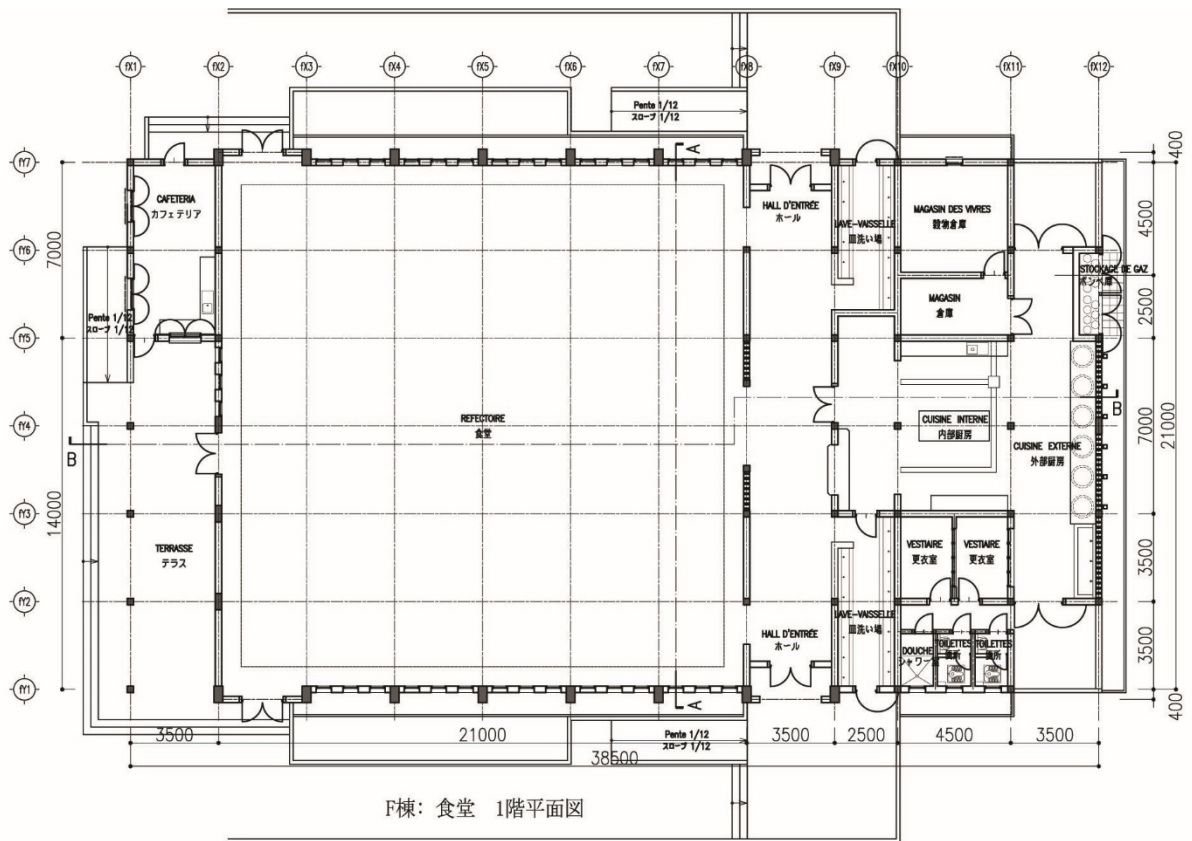 fX1
fX2
fX3
fX4
fX5
fX6
fX7
fX8
fX9
fX10
fX11
fX12
Pente 1/12
スロープ 1/12
A
400
fY7
CAFETERIA
カフェテリア
HALL D'ENTRÉE
ホール
LAVE-VAISSELLE
皿洗い場
MAGASIN DES VIVRES
穀物倉庫
4500
7000
fY6
STOCKAGE DE GAZ
ボンベ庫
MAGASIN
倉庫
2500
Pente 1/12
スロープ 1/12
fY5
B
REFECTOIRE
食堂
CUISINE INTERNE
内部厨房
CUISINE EXTERNE
外部厨房
7000
21000
fY4
B
14000
fY3
TERRASSE
テラス
VESTIAIRE
更衣室
VESTIAIRE
更衣室
3500
fY2
HALL D'ENTRÉE
ホール
LAVE-VAISSELLE
皿洗い場
DOUCHE
シャワー室
TOILETTES
便所
TOILETTES
便所
3500
fY1
A
400
3500
21000
Pente 1/12
スロープ 1/12
3500
2500
4500
3500
38500
F棟: 食堂 1階平面図